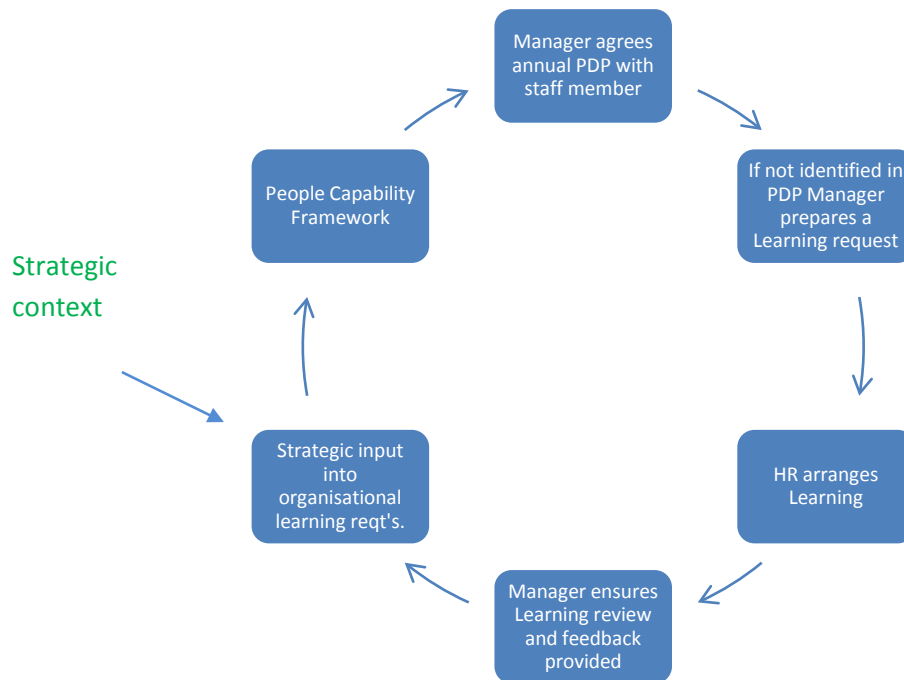 Manager agrees
annual PDP with
staff member
If not identified in
PDP Manager
prepares a
Learning request
HR arranges
Learning
Manager ensures
Learning review
and feedback
provided
Strategic input
into
organisational
learning reqt's.
People Capability
Framework
Strategic
context